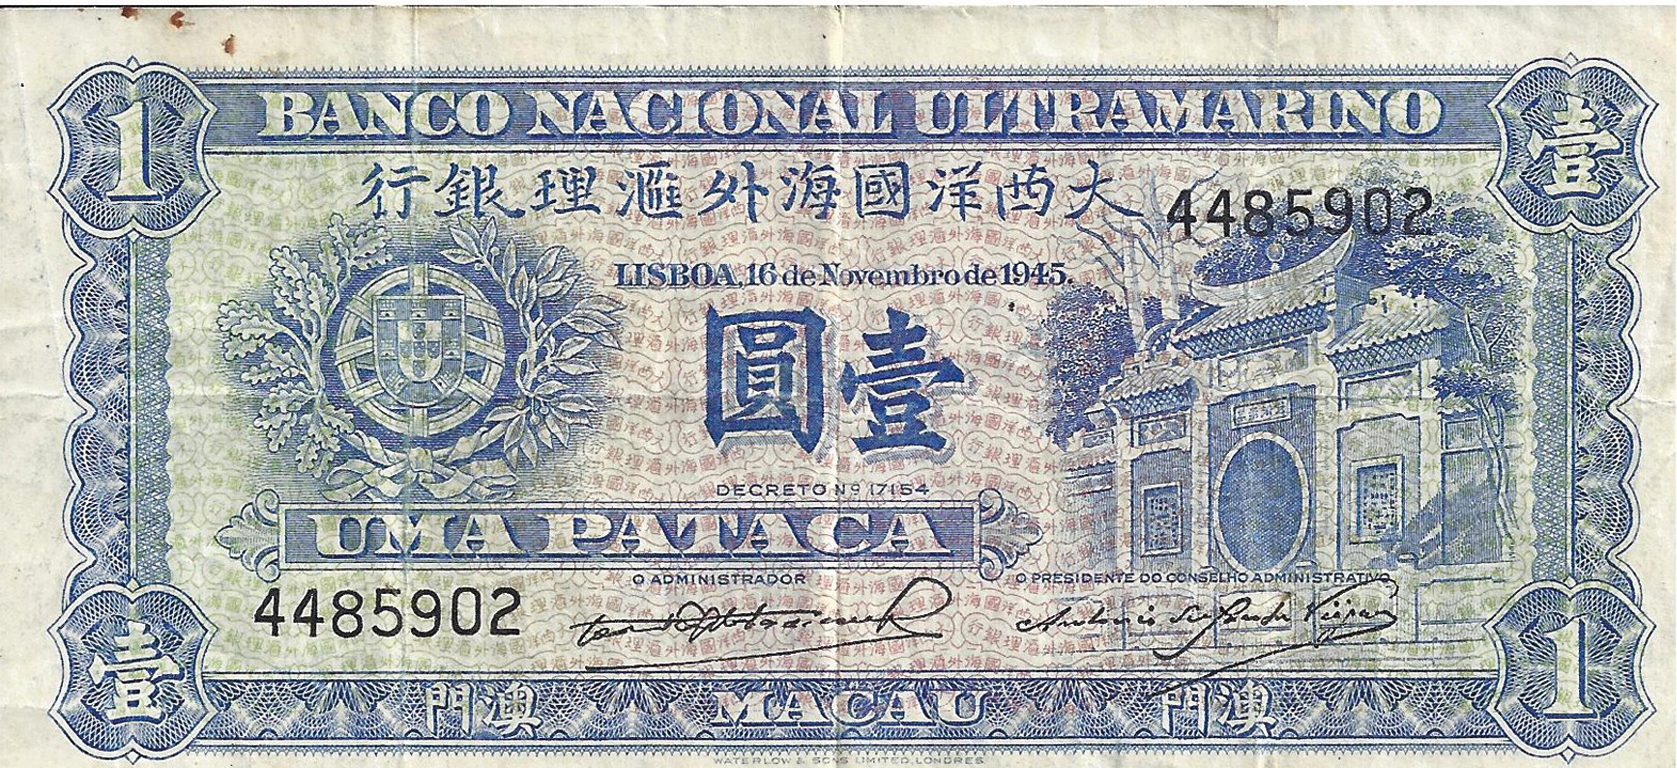 1 BANCO NACIONAL ULTRAMARINO 壹
行銀理滙外海國洋西大
4485902
LISBOA, 16 de Novembro de 1945.
圓壹
DECRETO Nº 17154
UMA PATACA
O ADMINISTRADOR
O PRESIDENTE DO CONSELHO ADMINISTRATIVO
4485902
壹 門澳 MACAU 門澳 1
WATERLOW & SONS LIMITED, LONDRES